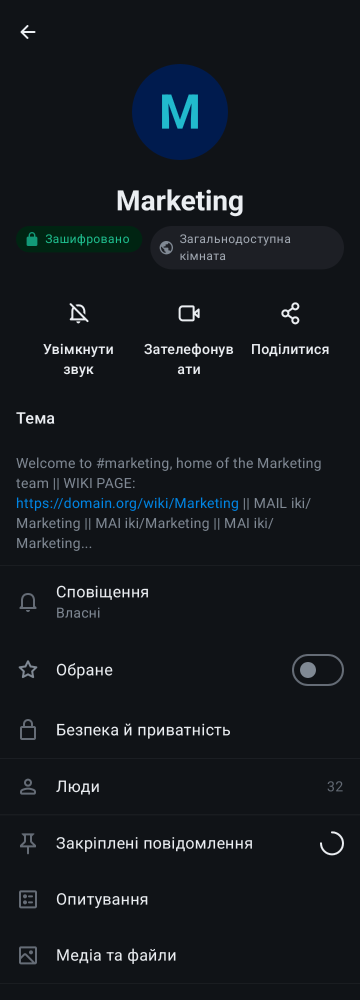 M
Marketing
Зашифровано
Загальнодоступна
кімната
Увімкнути
звук
Зателефонув
ати
Поділитися
Тема
Welcome to #marketing, home of the Marketing
team || WIKI PAGE:
https://domain.org/wiki/Marketing || MAIL iki/
Marketing || MAI iki/Marketing || MAI iki/
Marketing...
Сповіщення
Власні
Обране
Безпека й приватність
Люди
32
Закріплені повідомлення
Опитування
Медіа та файли